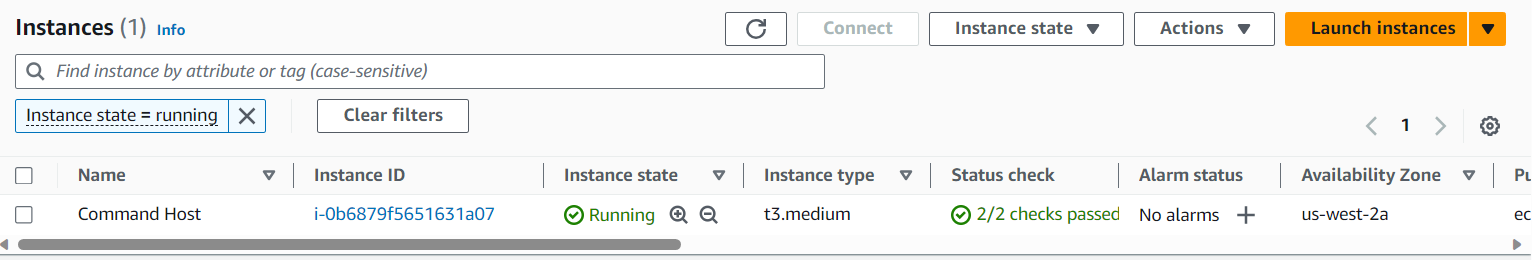 Instances (1) Info
Connect Instance state Actions Launch instances
Find instance by attribute or tag (case-sensitive)
Instance state = running Clear filters
1
Name Instance ID Instance state Instance type Status check Alarm status Availability Zone Pu
Command Host i-0b6879f5651631a07 Running t3.medium 2/2 checks passed No alarms us-west-2a ec